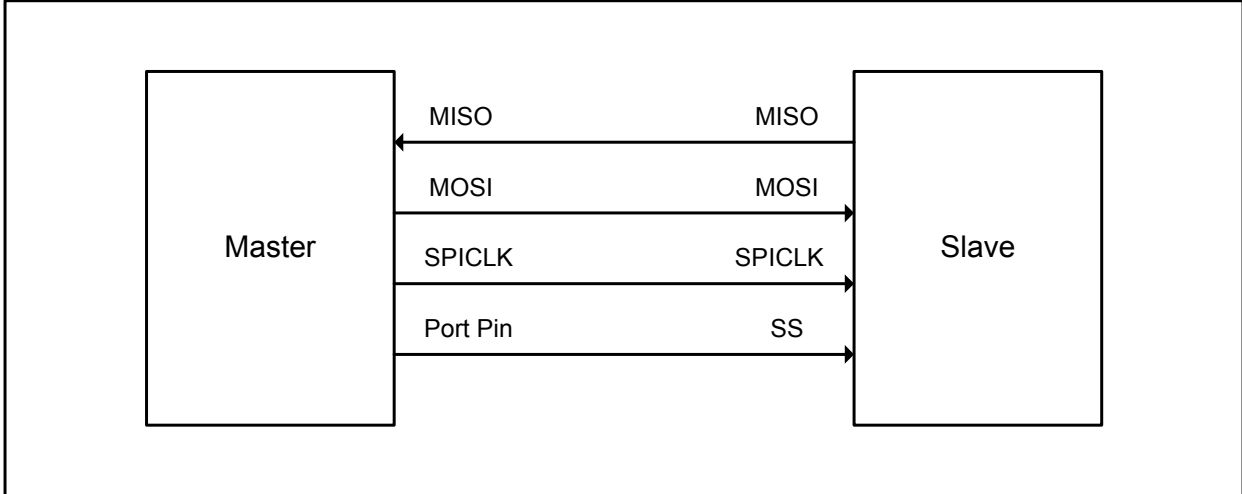 MISO MISO
MOSI MOSI
Master SPICLK SPICLK Slave
Port Pin SS